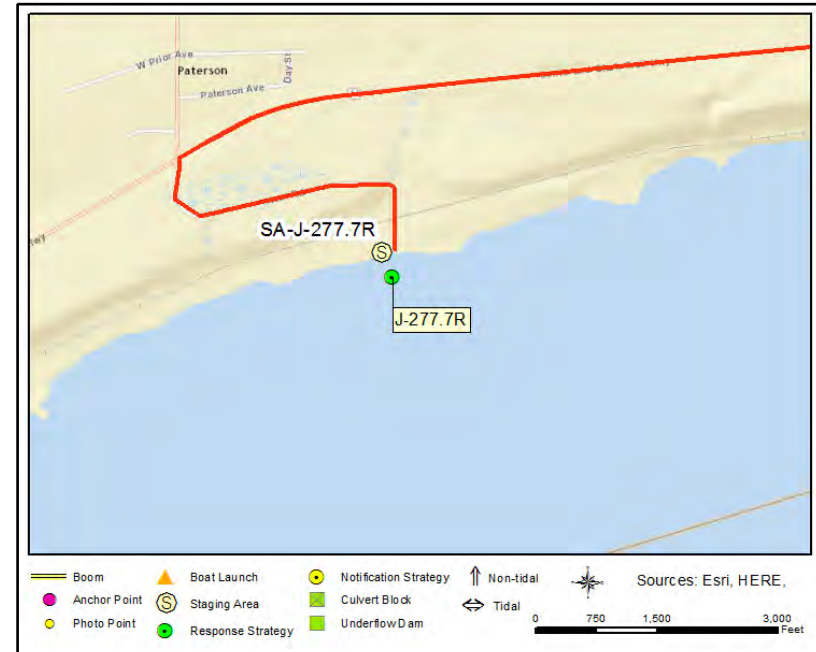 W Prior Ave
Paterson
Day St
Paterson Ave
SA-J-277.7R
S
J-277.7R
Boom
Boat Launch
Notification Strategy
Non-tidal
Sources: Esri, HERE,
Anchor Point
S
Staging Area
Culvert Block
Tidal
Photo Point
Response Strategy
Underflow Dam
0 750 1,500 3,000
Feet